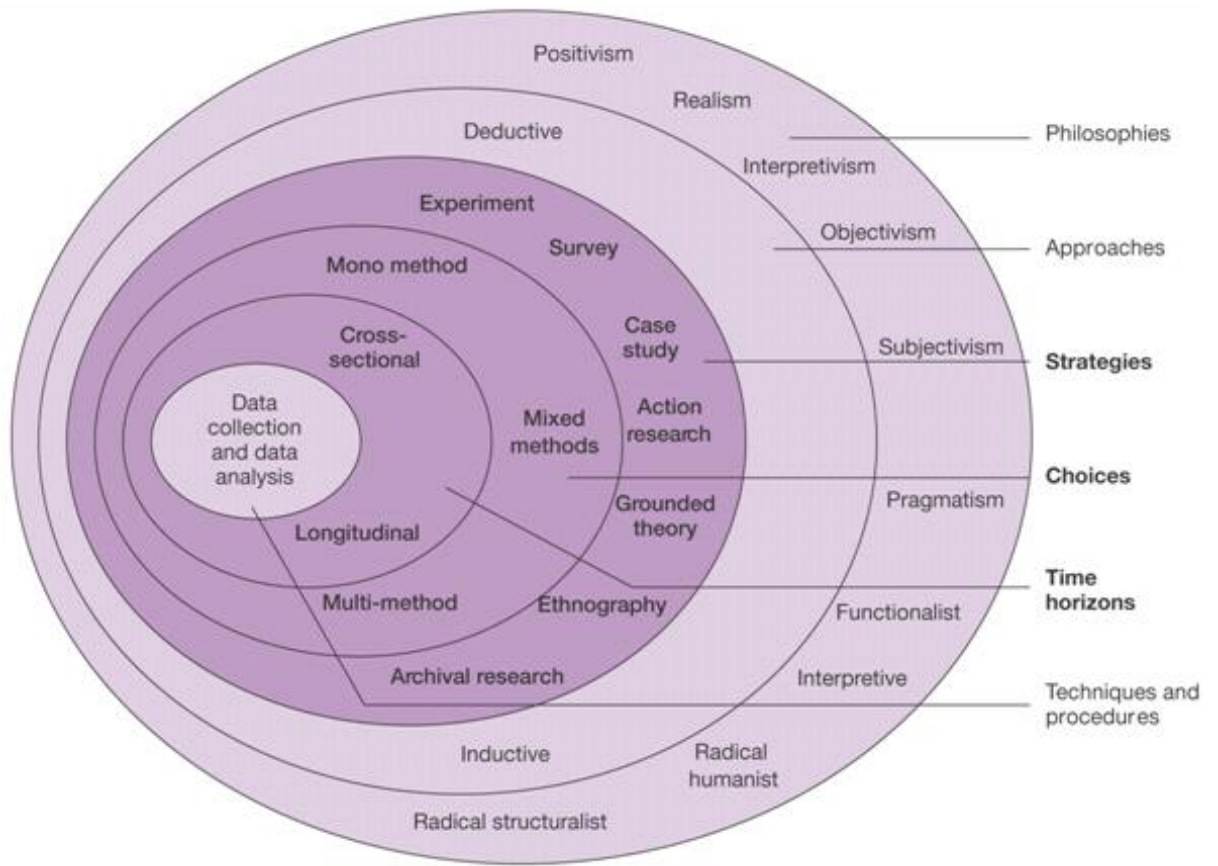 Positivism
Realism
Philosophies
Deductive
Interpretivism
Experiment
Objectivism
Survey
Approaches
Mono method
Case
study
Cross-
sectional
Subjectivism
Strategies
Data
collection
and data
analysis
Mixed
methods
Action
research
Choices
Pragmatism
Grounded
theory
Longitudinal
Time
horizons
Multi-method
Ethnography
Functionalist
Archival research
Interpretive
Techniques and
procedures
Inductive
Radical
humanist
Radical structuralist